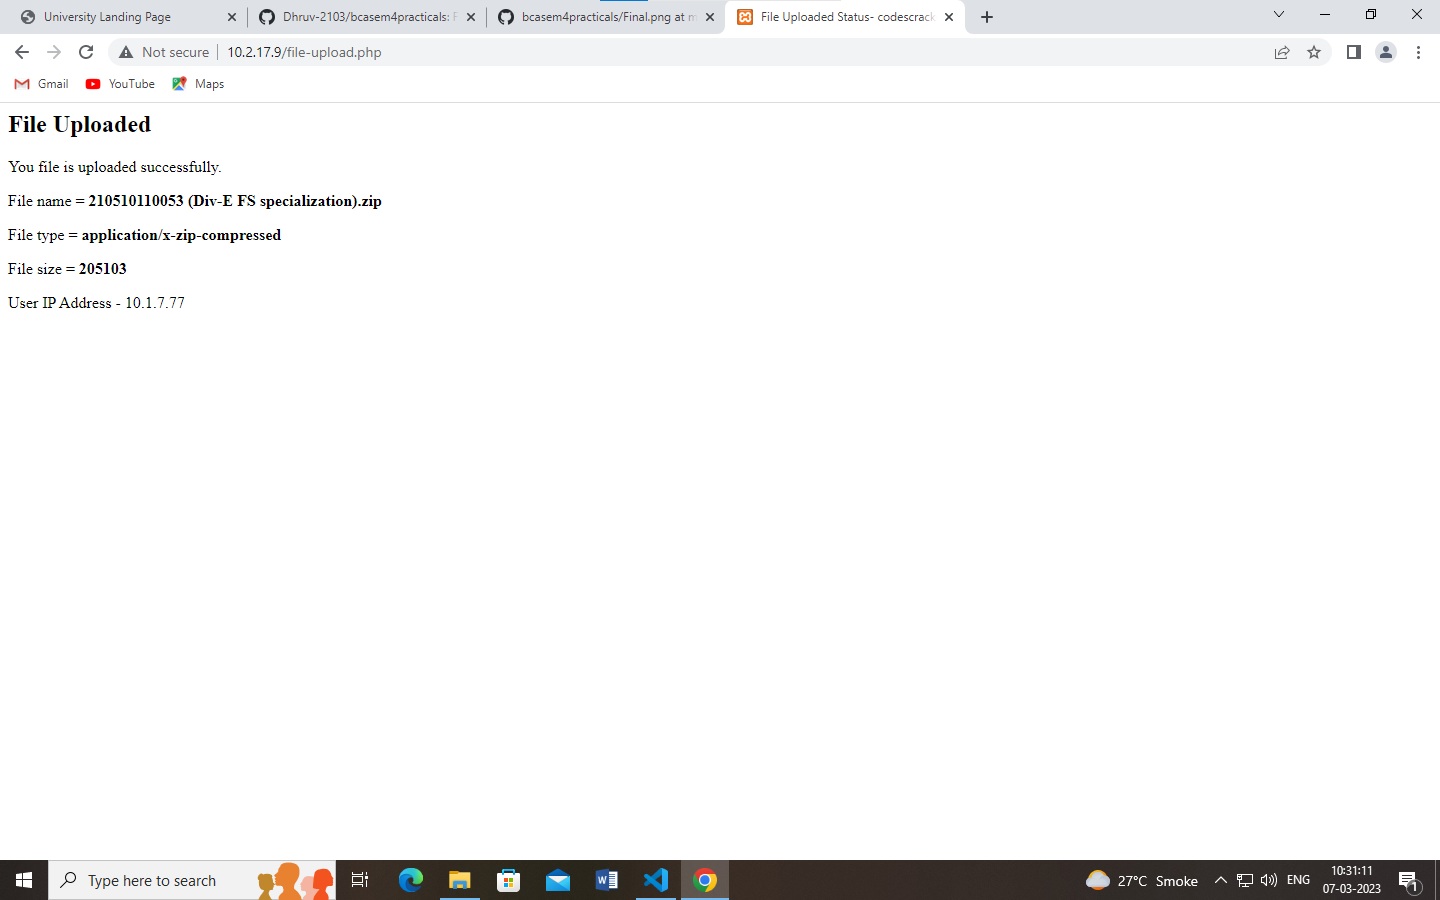 University Landing Page
Dhruv-2103/bcasem4practicals: F
bcasem4practicals/Final.png at m
File Uploaded Status- codescrack
Not secure
10.2.17.9/file-upload.php
Gmail
YouTube
Maps
File Uploaded
You file is uploaded successfully.
File name = 210510110053 (Div-E FS specialization).zip
File type = application/x-zip-compressed
File size = 205103
User IP Address - 10.1.7.77
Type here to search
27°C Smoke
ENG
10:31:11
07-03-2023
1